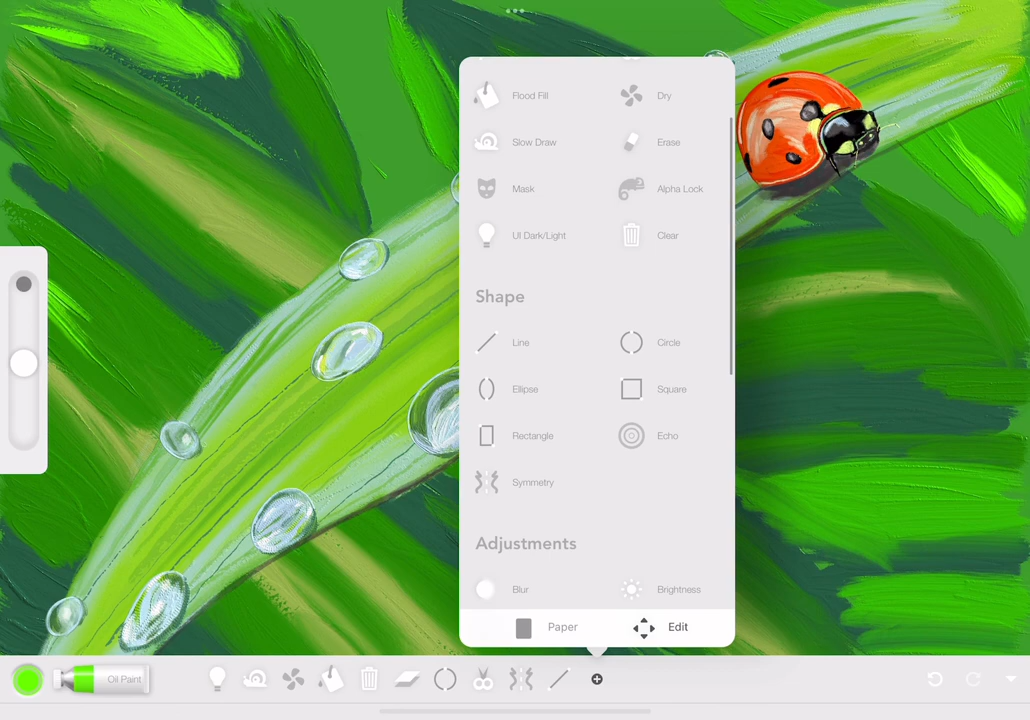 Flood Fill
Dry
Slow Draw
Erase
Mask
Alpha Lock
UI Dark/Light
Clear
Shape
Line
Circle
Ellipse
Square
Rectangle
Echo
Symmetry
Adjustments
Blur
Brightness
Paper
Edit
Oil Paint